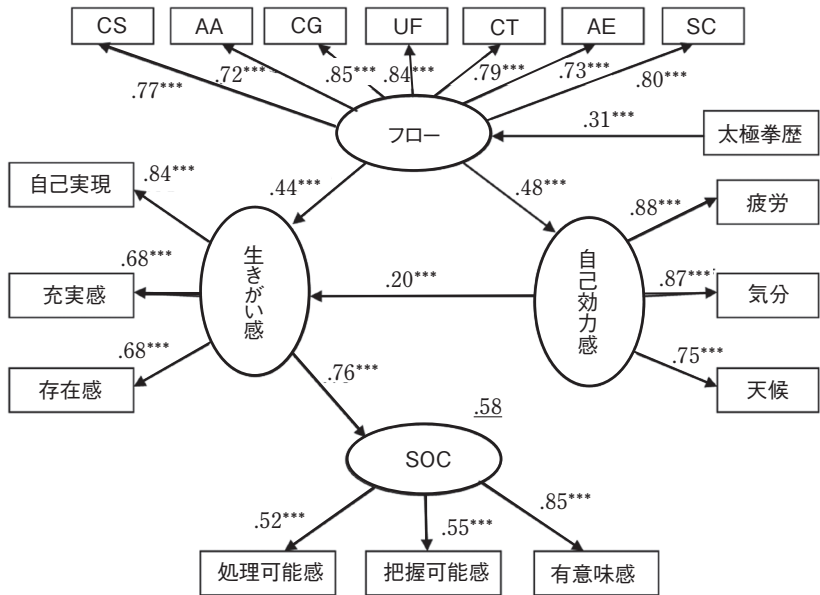 CS AA CG UF CT AE SC
.77*** .72*** .85*** .84*** .79*** .73*** .80***
フロー
.31***
太極拳歴
自己実現
.84***
.44***
.48***
.88***
疲労
充実感
.68***
生きがい感
.20***
自己効力感
.87***
気分
存在感
.68***
.76***
.75***
天候
.58
SOC
.52*** .55*** .85***
処理可能感 把握可能感 有意味感